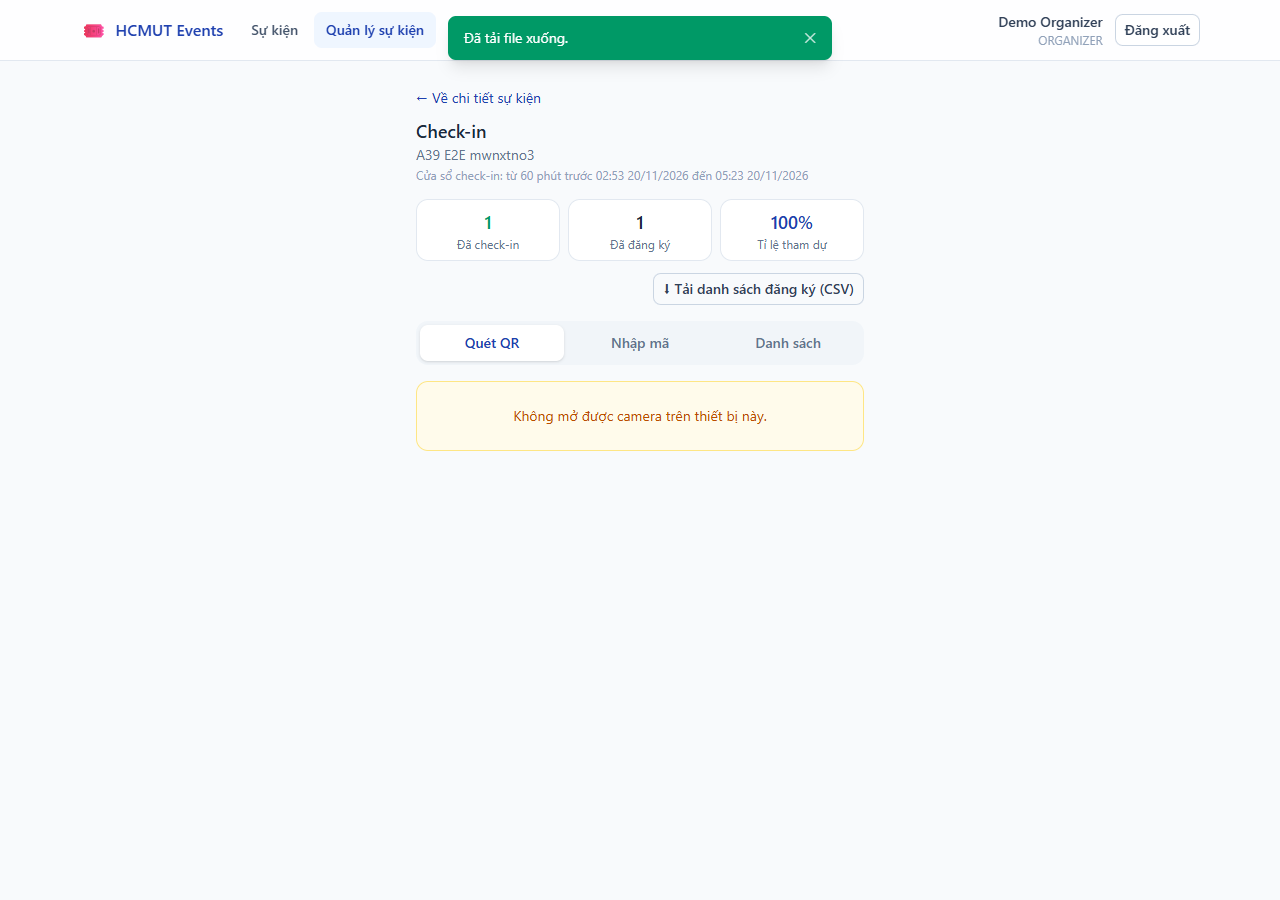 HCMUT Events
Sự kiện
Quản lý sự kiện
Đã tải file xuống.
Demo Organizer
ORGANIZER
Đăng xuất
← Về chi tiết sự kiện
Check-in
A39 E2E mwnxtno3
Cửa sổ check-in: từ 60 phút trước 02:53 20/11/2026 đến 05:23 20/11/2026
1
Đã check-in
1
Đã đăng ký
100%
Tỉ lệ tham dự
⬇ Tải danh sách đăng ký (CSV)
Quét QR
Nhập mã
Danh sách
Không mở được camera trên thiết bị này.